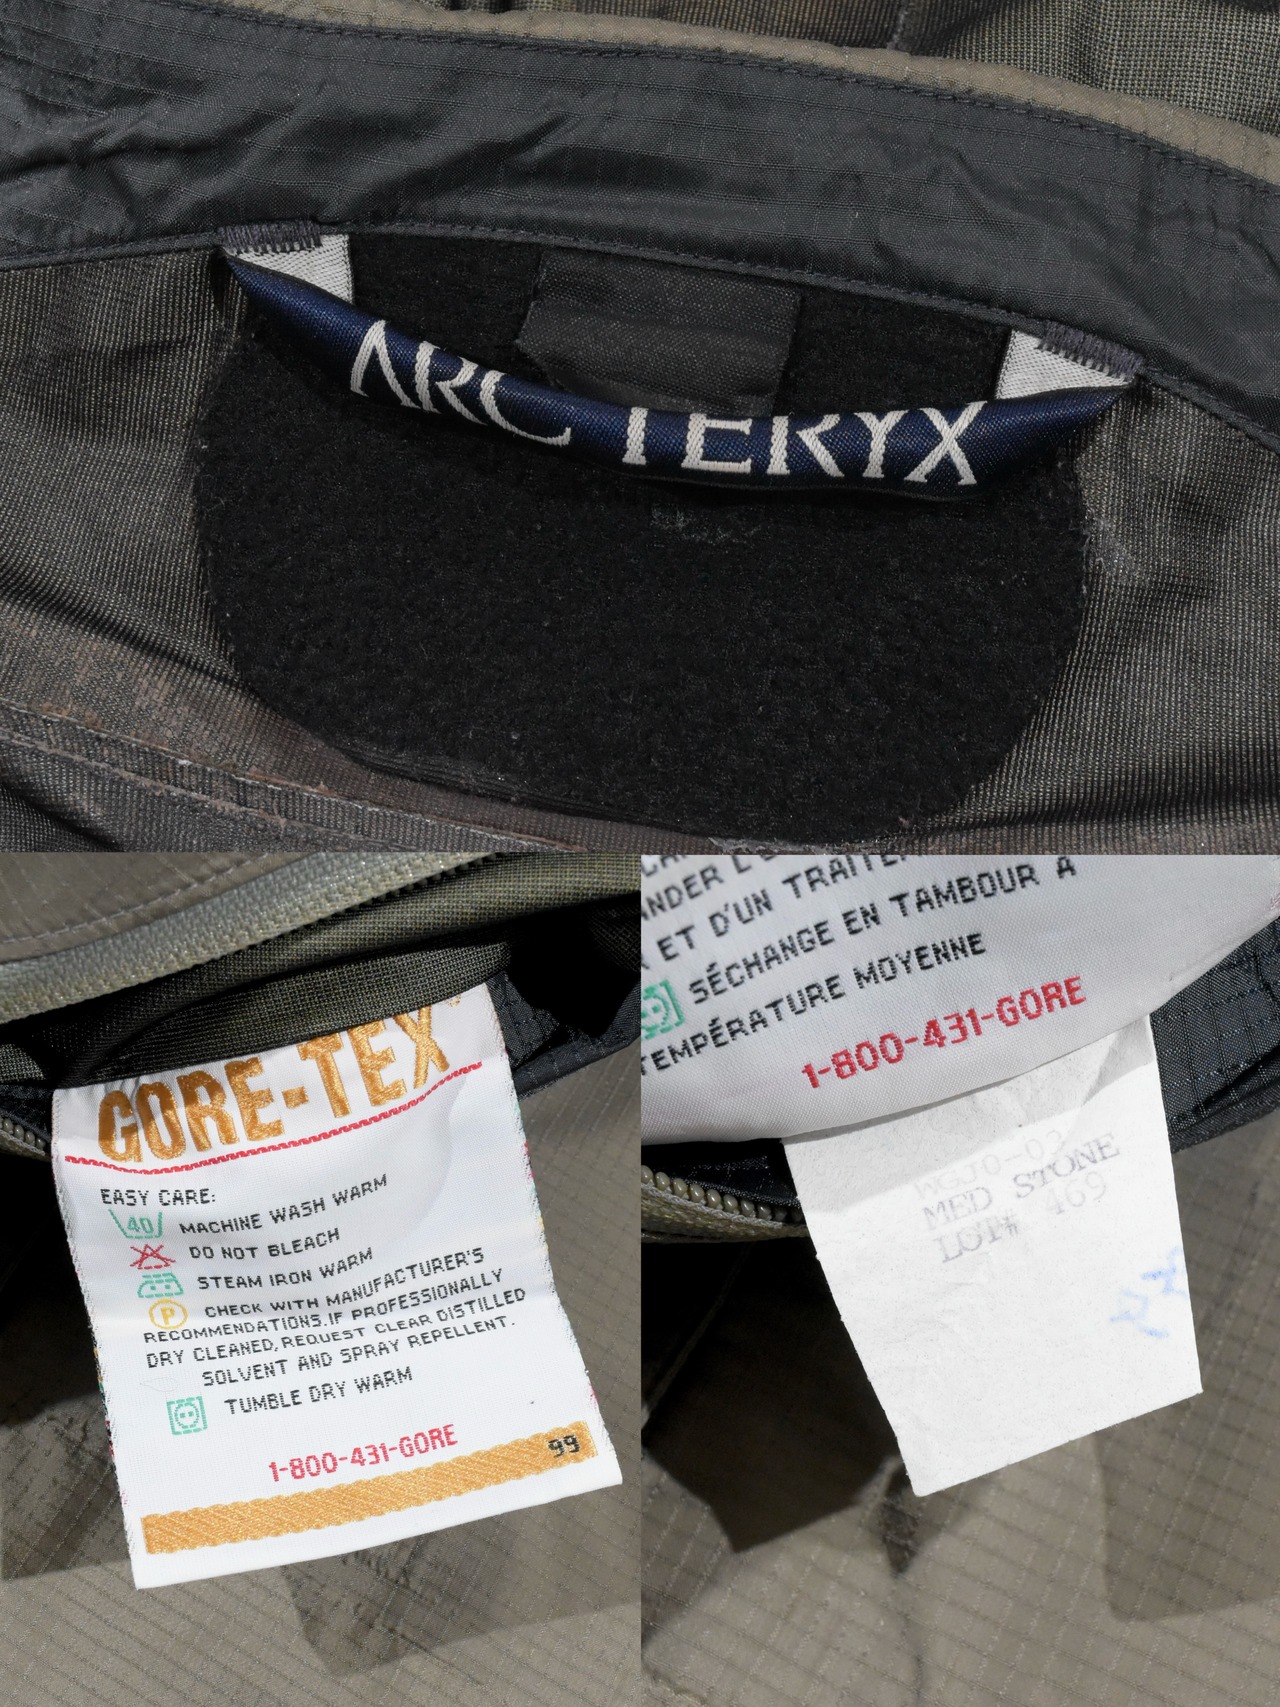 ARC'TERYX
GORE-TEX
EASY CARE:
40 MACHINE WASH WARM
DO NOT BLEACH
STEAM IRON WARM
P CHECK WITH MANUFACTURER'S
RECOMMENDATIONS. IF PROFESSIONALLY
DRY CLEANED, REQUEST CLEAR DISTILLED
SOLVENT AND SPRAY REPELLENT.
TUMBLE DRY WARM
1-800-431-GORE
99
ET D'UN
SÉCHANGE EN TAMBOUR À
TEMPÉRATURE MOYENNE
1-800-431-GORE
MED STONE
LOT# 469